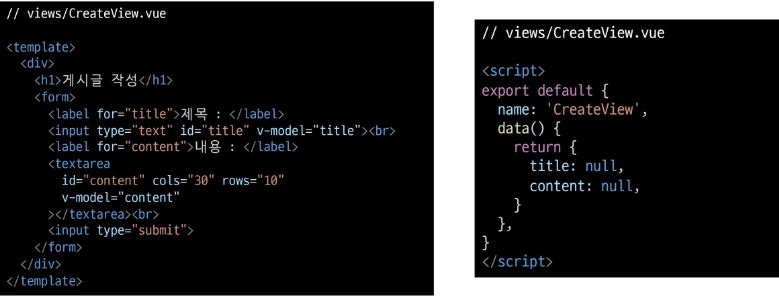 // views/CreateView.vue
<template>
<div>
<h1>게시글 작성</h1>
<form>
<label for="title">제목 : </label>
<input type="text" id="title" v-model="title"><br>
<label for="content">내용 : </label>
<textarea
id="content" cols="30" rows="10"
v-model="content"
></textarea><br>
<input type="submit">
</form>
</div>
</template>
// views/CreateView.vue
<script>
export default {
name: 'CreateView',
data() {
return {
title: null,
content: null,
}
},
}
</script>